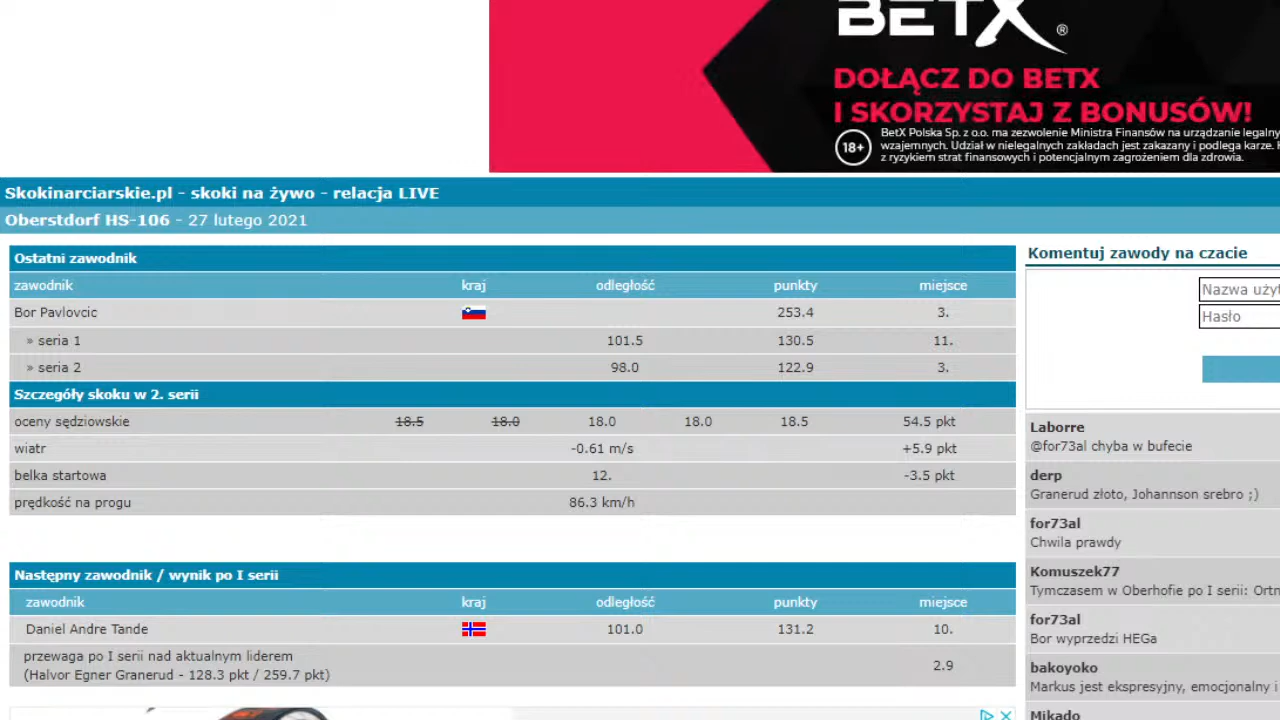 BETX®
DOŁĄCZ DO BETX
I SKORZYSTAJ Z BONUSÓW!
18+
BetX Polska Sp. z o.o. ma zezwolenie Ministra Finansów na urządzanie legalny
wzajemnych. Udział w nielegalnych zakładach jest zakazany i podlega karze.
z ryzykiem strat finansowych i potencjalnym zagrożeniem dla zdrowia.
Skokinarciarskie.pl - skoki na żywo - relacja LIVE
Oberstdorf HS-106 - 27 lutego 2021
Ostatni zawodnik
zawodnik kraj odległość punkty miejsce
Bor Pavlovcic 253.4 3.
» seria 1 101.5 130.5 11.
» seria 2 98.0 122.9 3.
Szczegóły skoku w 2. serii
oceny sędziowskie 18.5 18.0 18.0 18.0 18.5 54.5 pkt
wiatr -0.61 m/s +5.9 pkt
belka startowa 12. -3.5 pkt
prędkość na progu 86.3 km/h
Następny zawodnik / wynik po I serii
zawodnik kraj odległość punkty miejsce
Daniel Andre Tande 101.0 131.2 10.
przewaga po I serii nad aktualnym liderem
(Halvor Egner Granerud - 128.3 pkt / 259.7 pkt) 2.9
Komentuj zawody na czacie
Nazwa użyt
Hasło
Laborre
@for73al chyba w bufecie
derp
Granerud złoto, Johannson srebro ;)
for73al
Chwila prawdy
Komuszek77
Tymczasem w Oberhofie po I serii: Ortn
for73al
Bor wyprzedzi HEGa
bakoyoko
Markus jest ekspresyjny, emocjonalny i
Mikado